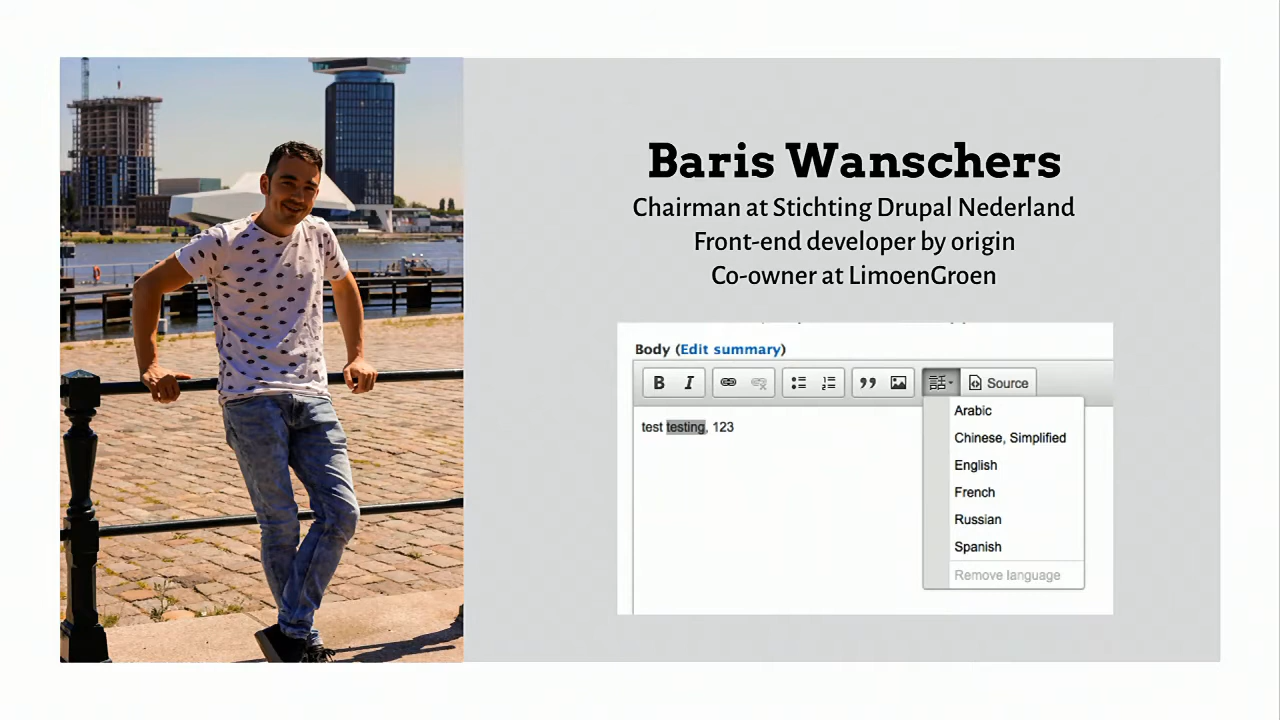 Baris Wanschers
Chairman at Stichting Drupal Nederland
Front-end developer by origin
Co-owner at LimoenGroen
Body (Edit summary)
B I 話 Source
test testing, 123
Arabic
Chinese, Simplified
English
French
Russian
Spanish
Remove language